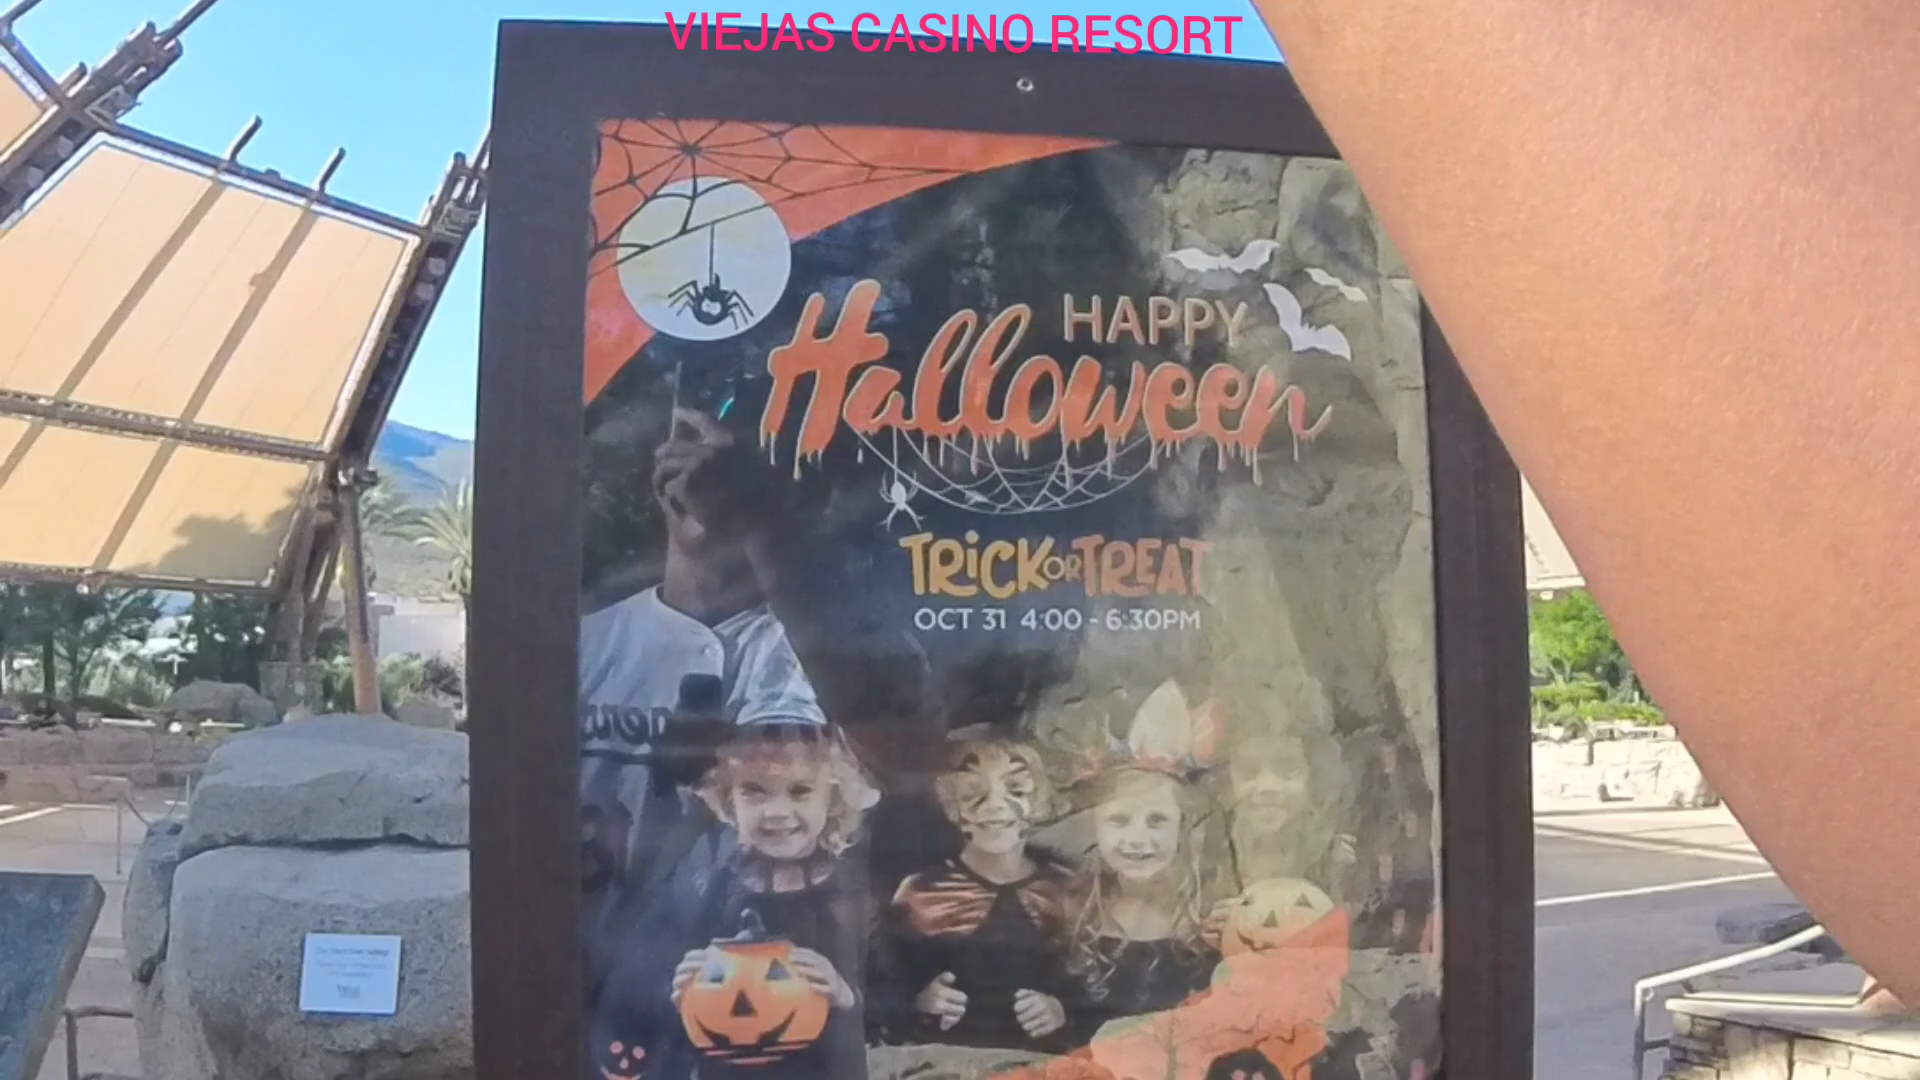 VIEJAS CASINO RESORT
HAPPY
Halloween
TRiCK OR TREAT
OCT 31 4:00 - 6:30PM